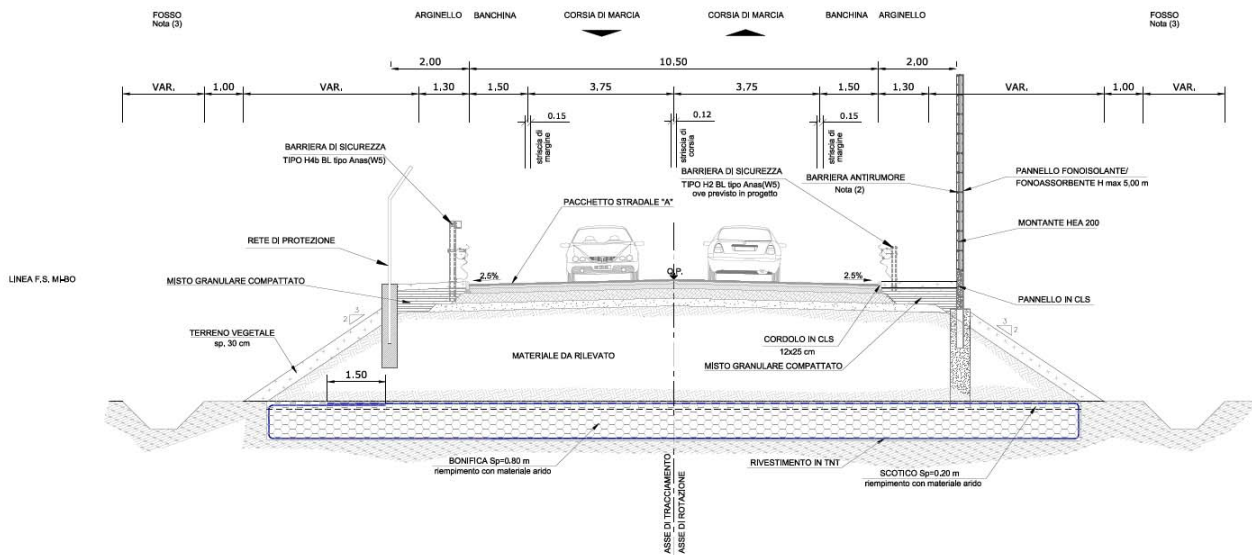 FOSSO
Nota (3)
ARGINELLO
BANCHINA
CORSIA DI MARCIA
CORSIA DI MARCIA
BANCHINA
ARGINELLO
FOSSO
Nota (3)
2,00
10,50
2,00
VAR.
1,00
VAR.
1,30
1,50
3,75
3,75
1,50
1,30
VAR.
1,00
VAR.
0,15
striscia di
margine
0,12
striscia di
corsia
0,15
striscia di
margine
BARRIERA DI SICUREZZA
TIPO H4b BL tipo Anas(W5)
BARRIERA DI SICUREZZA
TIPO H2 BL tipo Anas(W5)
ove previsto in progetto
BARRIERA ANTIRUMORE
Nota (2)
PANNELLO FONOISOLANTE/
FONOASSORBENTE H max 5,00 m
PACCHETTO STRADALE "A"
MONTANTE HEA 200
RETE DI PROTEZIONE
LINEA F.S. MI-BO
MISTO GRANULARE COMPATTATO
2,5%
Q.P.
2,5%
PANNELLO IN CLS
TERRENO VEGETALE
sp. 30 cm
3
2
3
2
CORDOLO IN CLS
12x25 cm
MATERIALE DA RILEVATO
MISTO GRANULARE COMPATTATO
1.50
BONIFICA Sp=0.80 m
riempimento con materiale arido
RIVESTIMENTO IN TNT
SCOTICO Sp=0.20 m
riempimento con materiale arido
ASSE DI TRACCIAMENTO
ASSE DI ROTAZIONE